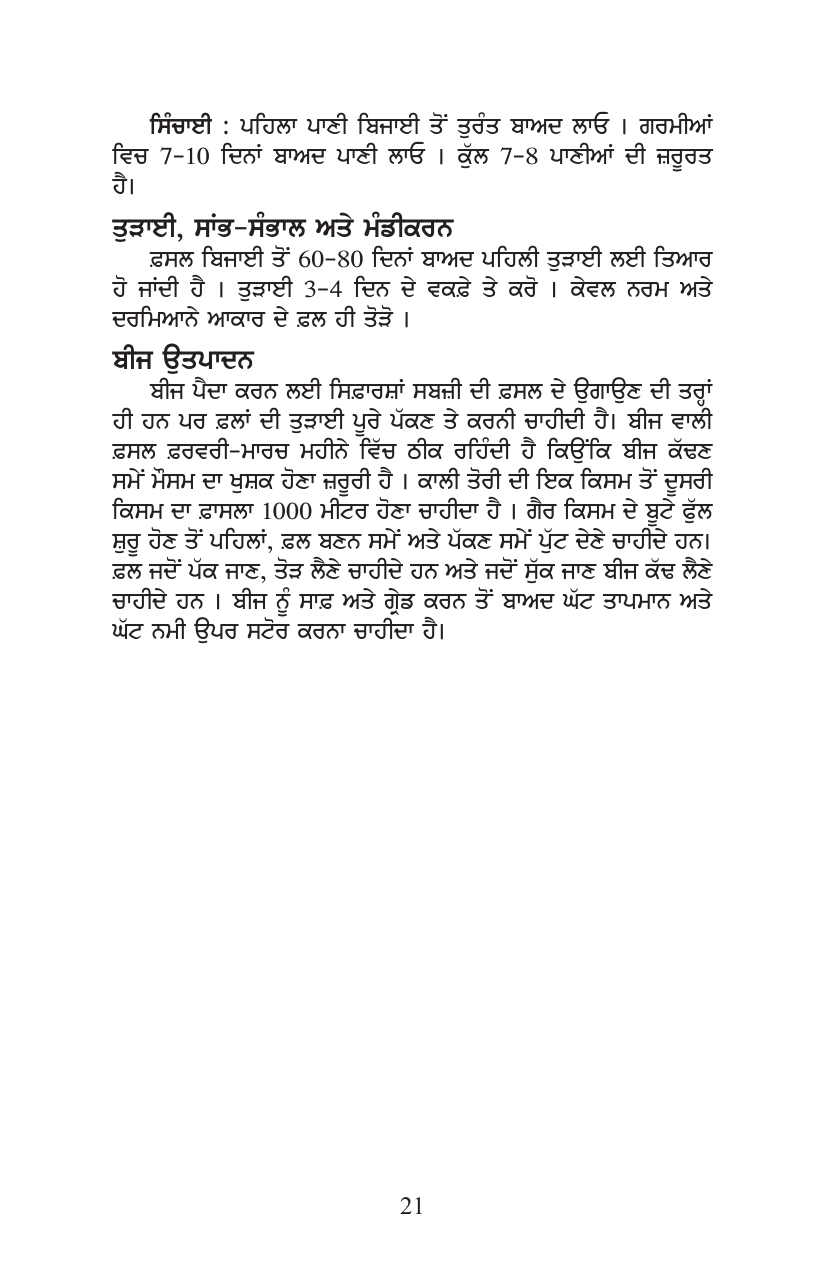 ਸਿੰਚਾਈ : ਪਹਿਲਾ ਪਾਣੀ ਬਿਜਾਈ ਤੋਂ ਤੁਰੰਤ ਬਾਅਦ ਲਾਓ । ਗਰਮੀਆਂ
ਵਿਚ 7-10 ਦਿਨਾਂ ਬਾਅਦ ਪਾਣੀ ਲਾਓ । ਕੁੱਲ 7-8 ਪਾਣੀਆਂ ਦੀ ਜ਼ਰੂਰਤ
ਹੈ।
ਤੁੜਾਈ, ਸਾਂਭ-ਸੰਭਾਲ ਅਤੇ ਮੰਡੀਕਰਨ
ਫ਼ਸਲ ਬਿਜਾਈ ਤੋਂ 60-80 ਦਿਨਾਂ ਬਾਅਦ ਪਹਿਲੀ ਤੁੜਾਈ ਲਈ ਤਿਆਰ
ਹੋ ਜਾਂਦੀ ਹੈ । ਤੁੜਾਈ 3-4 ਦਿਨ ਦੇ ਵਕਫ਼ੇ ਤੇ ਕਰੋ । ਕੇਵਲ ਨਰਮ ਅਤੇ
ਦਰਮਿਆਨੇ ਆਕਾਰ ਦੇ ਫ਼ਲ ਹੀ ਤੋੜੋ ।
ਬੀਜ ਉਤਪਾਦਨ
ਬੀਜ ਪੈਦਾ ਕਰਨ ਲਈ ਸਿਫ਼ਾਰਸ਼ਾਂ ਸਬਜ਼ੀ ਦੀ ਫ਼ਸਲ ਦੇ ਉਗਾਉਣ ਦੀ ਤਰ੍ਹਾਂ
ਹੀ ਹਨ ਪਰ ਫ਼ਲਾਂ ਦੀ ਤੁੜਾਈ ਪੂਰੇ ਪੱਕਣ ਤੇ ਕਰਨੀ ਚਾਹੀਦੀ ਹੈ। ਬੀਜ ਵਾਲੀ
ਫ਼ਸਲ ਫ਼ਰਵਰੀ-ਮਾਰਚ ਮਹੀਨੇ ਵਿੱਚ ਠੀਕ ਰਹਿੰਦੀ ਹੈ ਕਿਉਂਕਿ ਬੀਜ ਕੱਢਣ
ਸਮੇਂ ਮੌਸਮ ਦਾ ਖੁਸ਼ਕ ਹੋਣਾ ਜ਼ਰੂਰੀ ਹੈ । ਕਾਲੀ ਤੋਰੀ ਦੀ ਇਕ ਕਿਸਮ ਤੋਂ ਦੂਸਰੀ
ਕਿਸਮ ਦਾ ਫ਼ਾਸਲਾ 1000 ਮੀਟਰ ਹੋਣਾ ਚਾਹੀਦਾ ਹੈ । ਗੈਰ ਕਿਸਮ ਦੇ ਬੂਟੇ ਫੁੱਲ
ਸ਼ੁਰੂ ਹੋਣ ਤੋਂ ਪਹਿਲਾਂ, ਫ਼ਲ ਬਣਨ ਸਮੇਂ ਅਤੇ ਪੱਕਣ ਸਮੇਂ ਪੁੱਟ ਦੇਣੇ ਚਾਹੀਦੇ ਹਨ।
ਫ਼ਲ ਜਦੋਂ ਪੱਕ ਜਾਣ, ਤੋੜ ਲੈਣੇ ਚਾਹੀਦੇ ਹਨ ਅਤੇ ਜਦੋਂ ਸੁੱਕ ਜਾਣ ਬੀਜ ਕੱਢ ਲੈਣੇ
ਚਾਹੀਦੇ ਹਨ । ਬੀਜ ਨੂੰ ਸਾਫ਼ ਅਤੇ ਗ੍ਰੇਡ ਕਰਨ ਤੋਂ ਬਾਅਦ ਘੱਟ ਤਾਪਮਾਨ ਅਤੇ
ਘੱਟ ਨਮੀ ਉਪਰ ਸਟੋਰ ਕਰਨਾ ਚਾਹੀਦਾ ਹੈ।
21